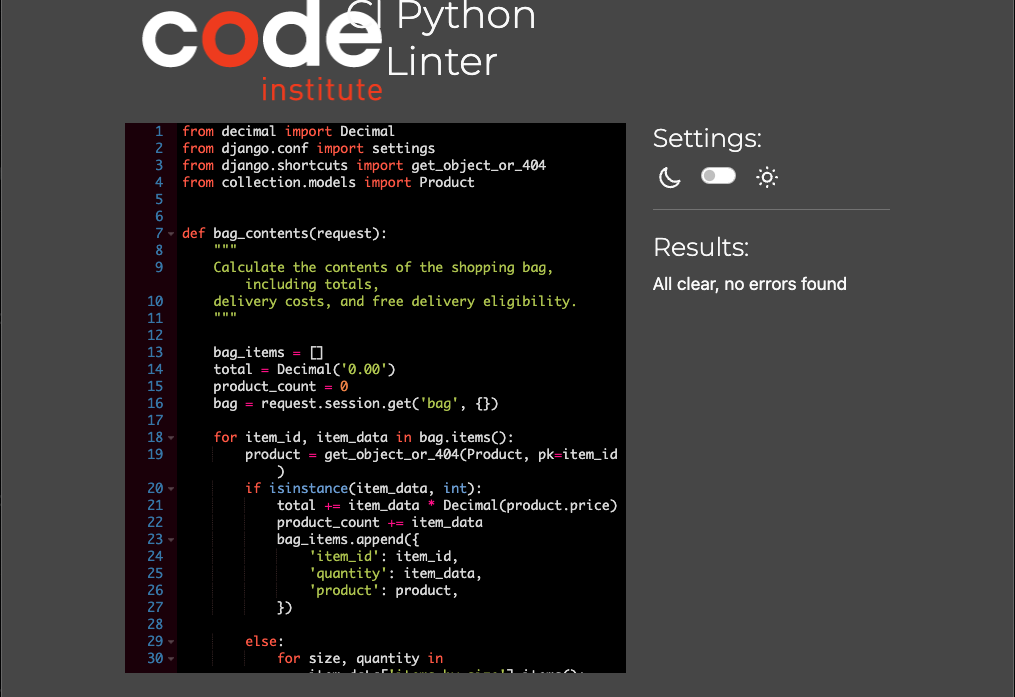 code
institute
CI Python
Linter
1 from decimal import Decimal
2 from django.conf import settings
3 from django.shortcuts import get_object_or_404
4 from collection.models import Product
5
6
7 def bag_contents(request):
8 """
9 Calculate the contents of the shopping bag,
including totals,
10 delivery costs, and free delivery eligibility.
11 """
12
13 bag_items = []
14 total = Decimal('0.00')
15 product_count = 0
16 bag = request.session.get('bag', {})
17
18 for item_id, item_data in bag.items():
19 product = get_object_or_404(Product, pk=item_id
)
20 if isinstance(item_data, int):
21 total += item_data * Decimal(product.price)
22 product_count += item_data
23 bag_items.append({
24 'item_id': item_id,
25 'quantity': item_data,
26 'product': product,
27 })
28
29 else:
30 for size, quantity in
item_data['items_by_size'].items():
Settings:
Results:
All clear, no errors found